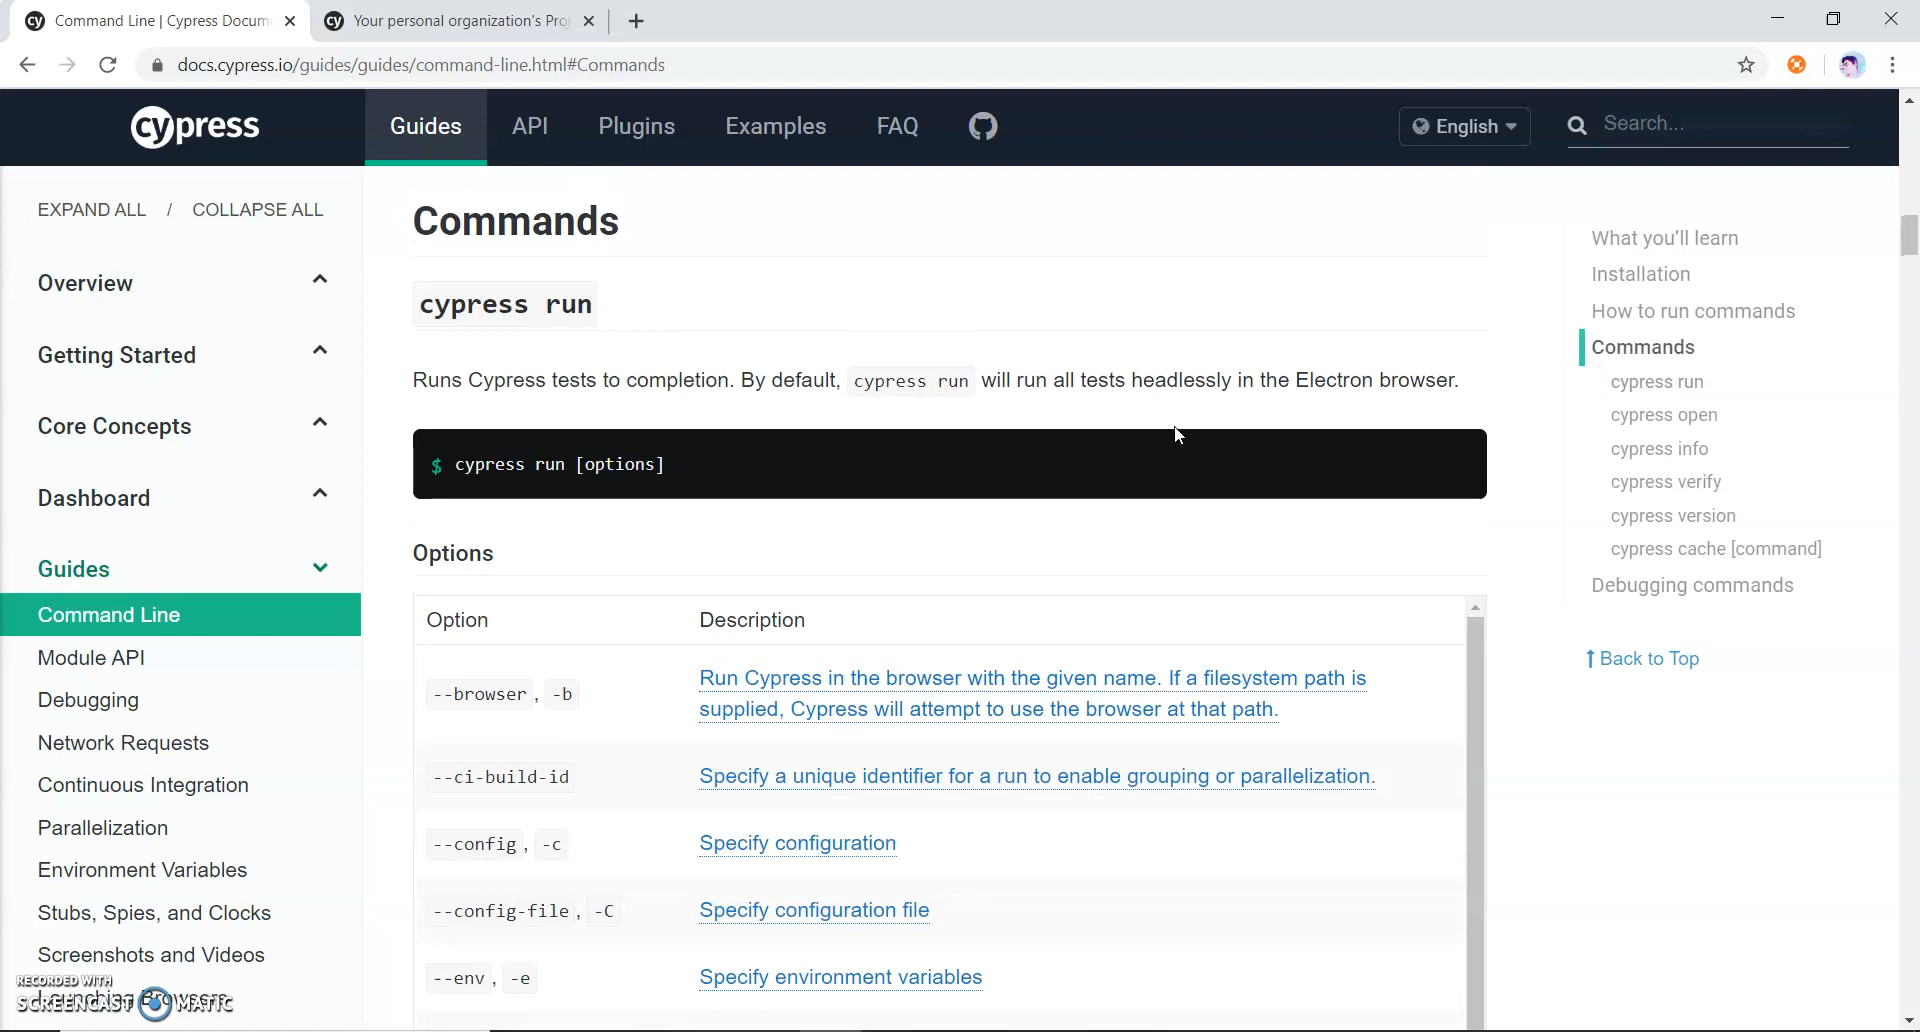 Command Line | Cypress Docum
Your personal organization's Pro
docs.cypress.io/guides/guides/command-line.html#Commands
cypress
Guides
API
Plugins
Examples
FAQ
English
Search...
EXPAND ALL / COLLAPSE ALL
Overview
Getting Started
Core Concepts
Dashboard
Guides
Command Line
Module API
Debugging
Network Requests
Continuous Integration
Parallelization
Environment Variables
Stubs, Spies, and Clocks
Screenshots and Videos
Launching Browsers
RECORDED WITH
SCREENCAST MATIC
Commands
cypress run
Runs Cypress tests to completion. By default, cypress run will run all tests headlessly in the Electron browser.
$ cypress run [options]
Options
Option Description
--browser, -b
Run Cypress in the browser with the given name. If a filesystem path is
supplied, Cypress will attempt to use the browser at that path.
--ci-build-id Specify a unique identifier for a run to enable grouping or parallelization.
--config, -c Specify configuration
--config-file, -C Specify configuration file
--env, -e Specify environment variables
What you'll learn
Installation
How to run commands
Commands
cypress run
cypress open
cypress info
cypress verify
cypress version
cypress cache [command]
Debugging commands
Back to Top